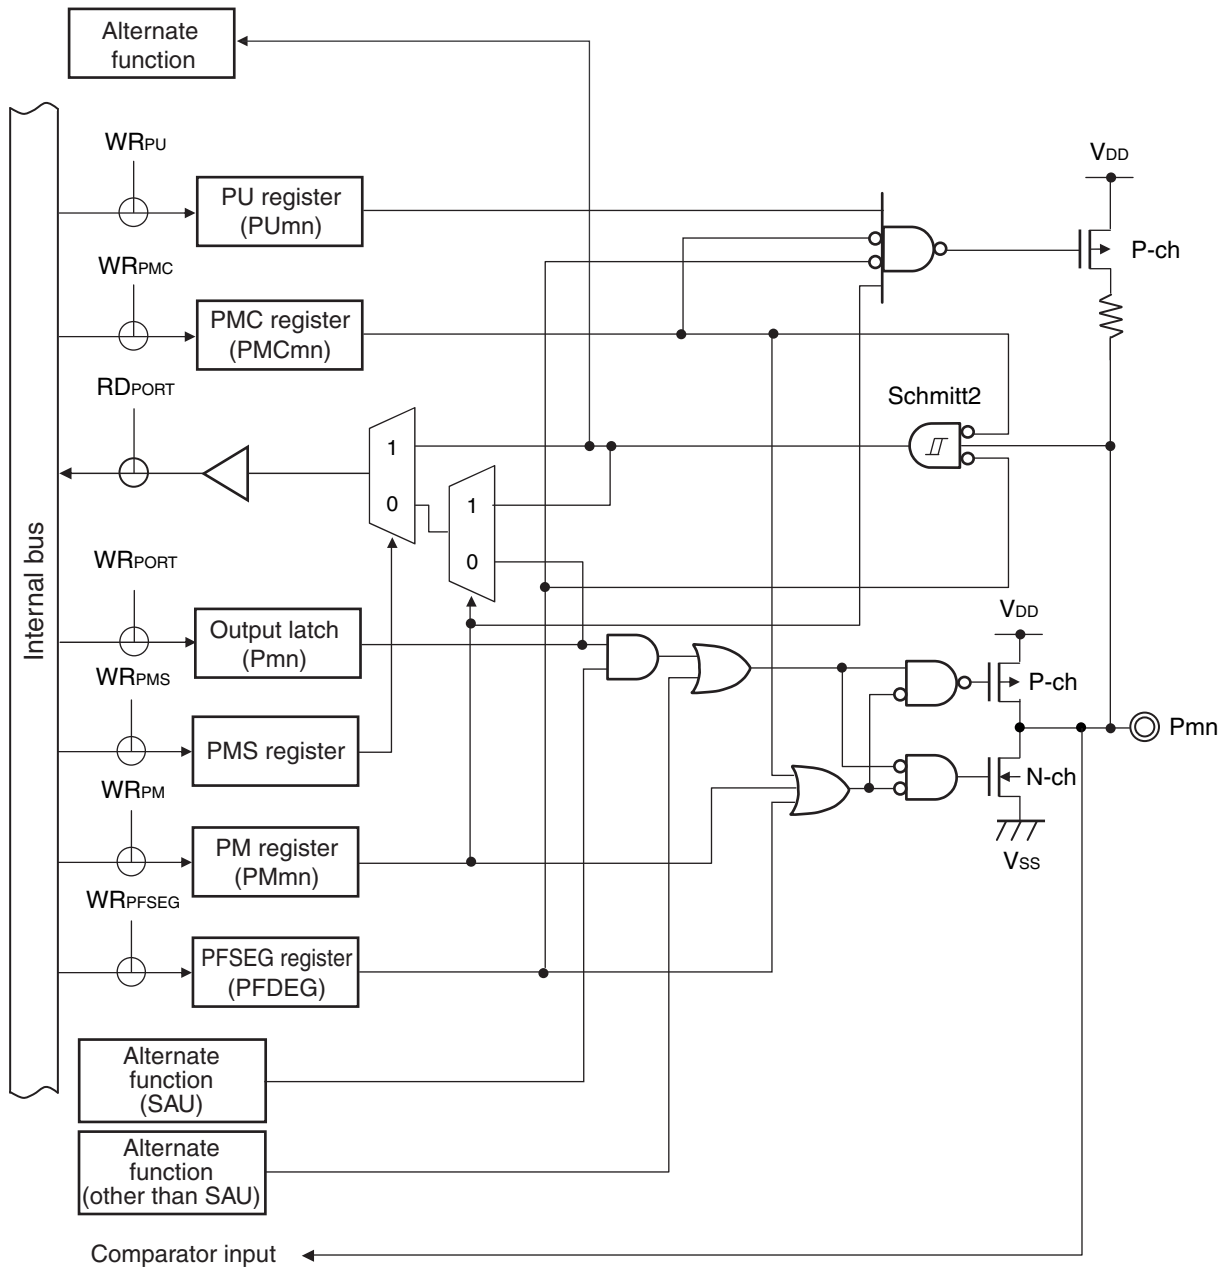 Alternate
function
WRPU
VDD
PU register
(PUmn)
P-ch
WRPMC
PMC register
(PMCmn)
RDPORT
Schmitt2
1
0
1
0
Internal bus
WRPORT
VDD
Output latch
(Pmn)
WRPMS
P-ch
Pmn
PMS register
N-ch
WRPM
PM register
(PMmn)
VSS
WRPFSEG
PFSEG register
(PFDEG)
Alternate
function
(SAU)
Alternate
function
(other than SAU)
Comparator input